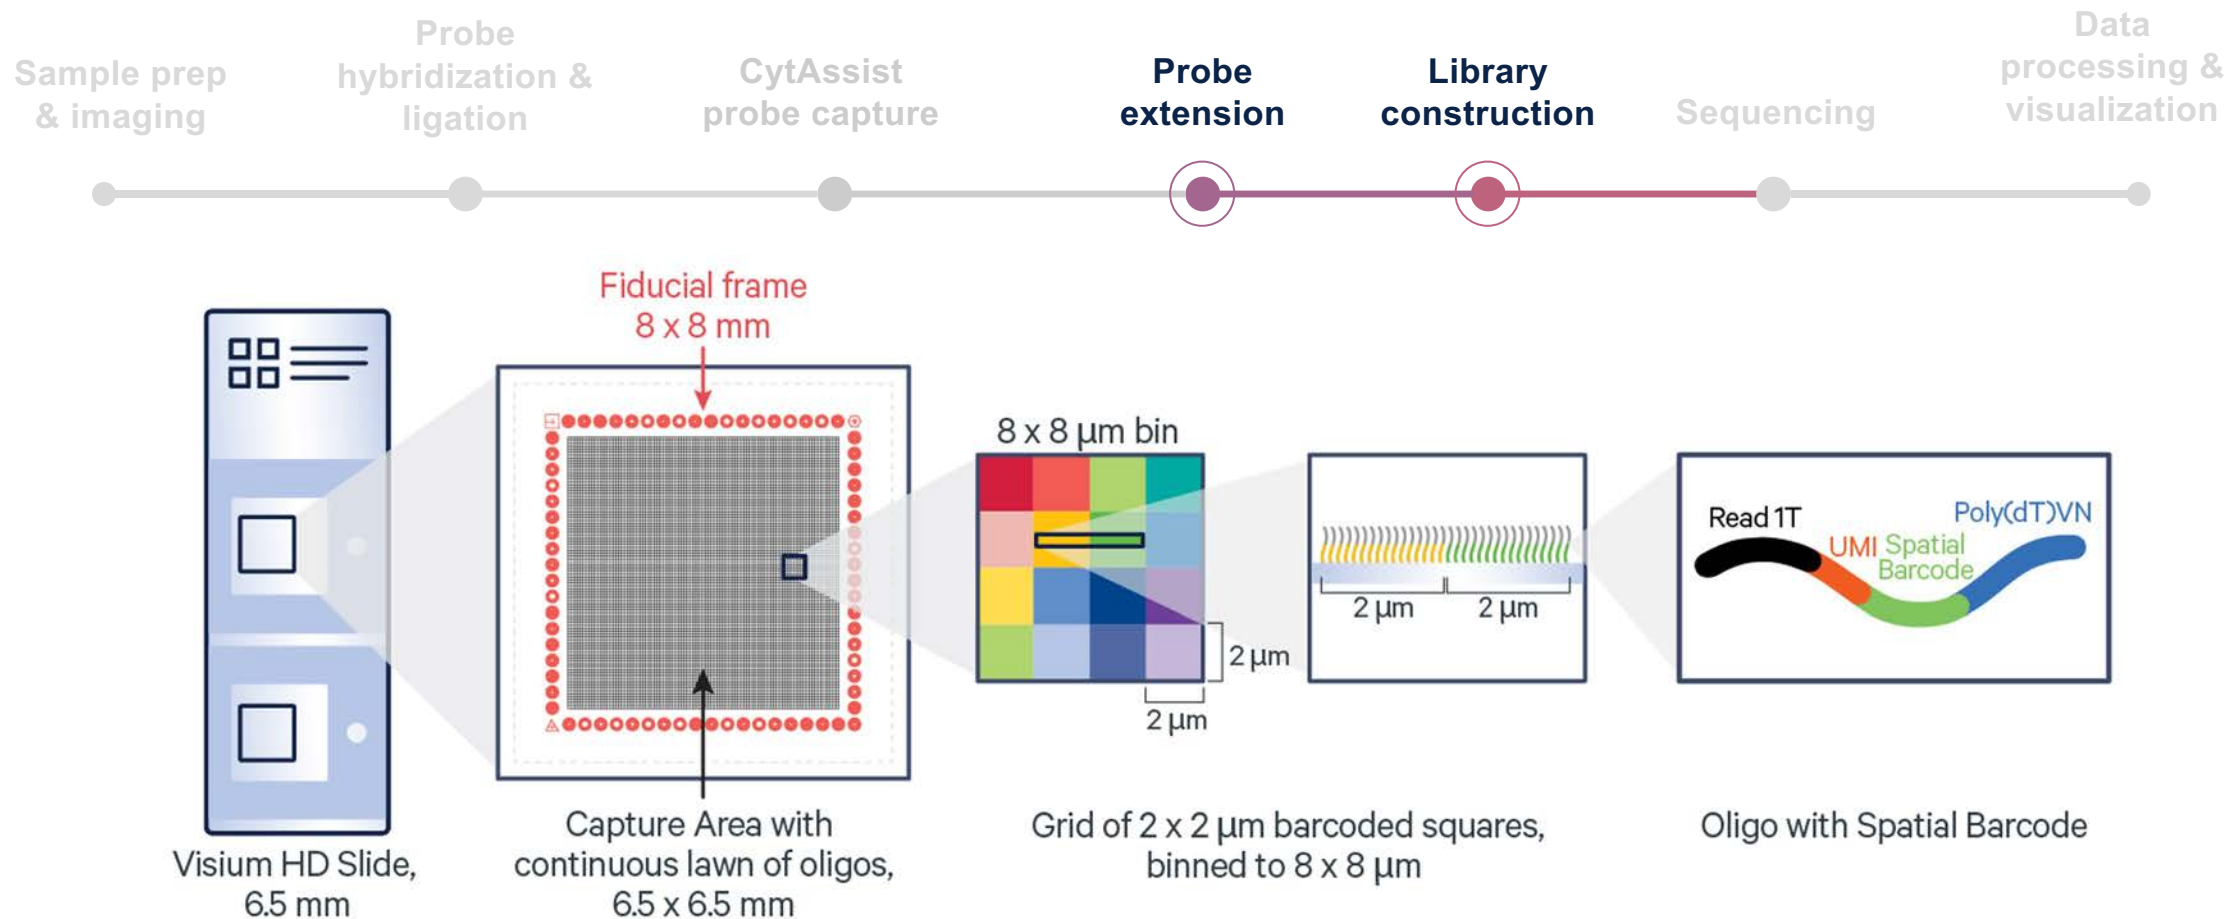 Sample prep
& imaging
Probe
hybridization &
ligation
CytAssist
probe capture
Probe
extension
Library
construction
Sequencing
Data
processing &
visualization
Fiducial frame
8 x 8 mm
8 x 8 µm bin
2 µm
2 µm
2 µm
2 µm
Read 1T
UMI
Spatial
Barcode
Poly(dT)VN
Visium HD Slide,
6.5 mm
Capture Area with
continuous lawn of oligos,
6.5 x 6.5 mm
Grid of 2 x 2 µm barcoded squares,
binned to 8 x 8 µm
Oligo with Spatial Barcode